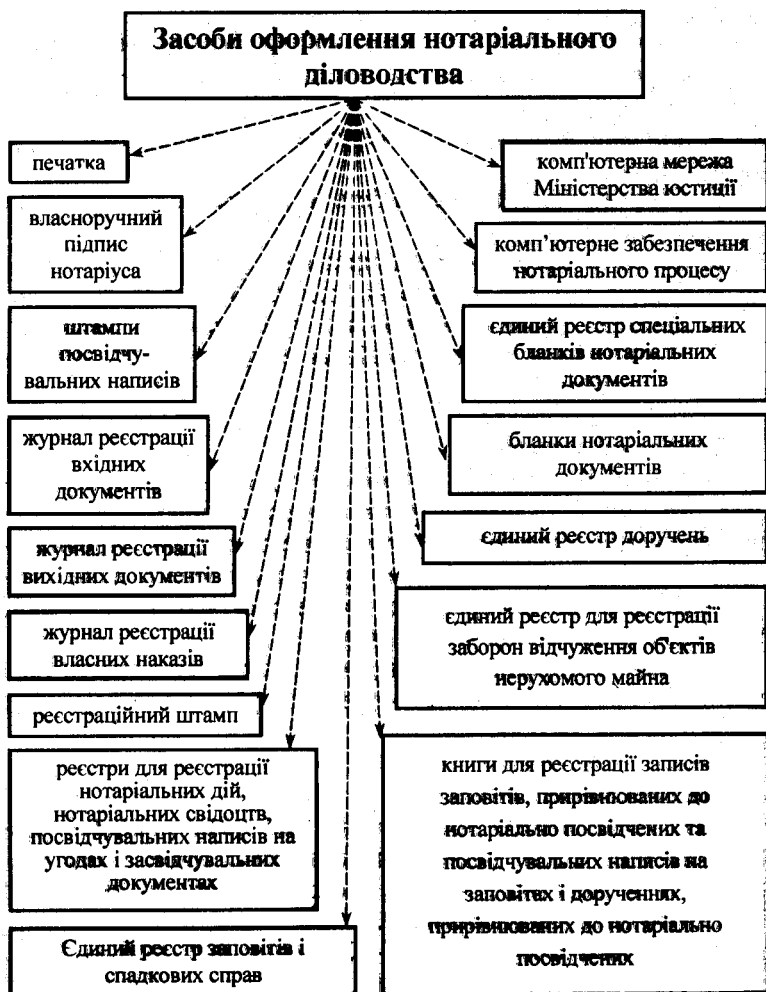 Засоби оформлення нотаріального
діловодства
печатка
власноручний
підпис
нотаріуса
штампи
посвідчу-
вальних написів
журнал реєстрації
вхідних
документів
журнал реєстрації
вихідних документів
журнал реєстрації
власних наказів
реєстраційний штамп
реєстри для реєстрації
нотаріальних дій,
нотаріальних свідоцтв,
посвідчувальних написів на
угодах і засвідчувальних
документах
Єдиний реєстр заповітів і
спадкових справ
комп'ютерна мережа
Міністерства юстиції
комп’ютерне забезпечення
нотаріального процесу
єдиний реєстр спеціальних
бланків нотаріальних
документів
бланки нотаріальних
документів
єдиний реєстр доручень
єдиний реєстр для реєстрації
заборон відчуження об'єктів
нерухомого майна
книги для реєстрації записів
заповітів, прирівнюваних до
нотаріально посвідчених та
посвідчувальних написів на
заповітах і дорученнях,
прирівнюваних до нотаріально
посвідчених